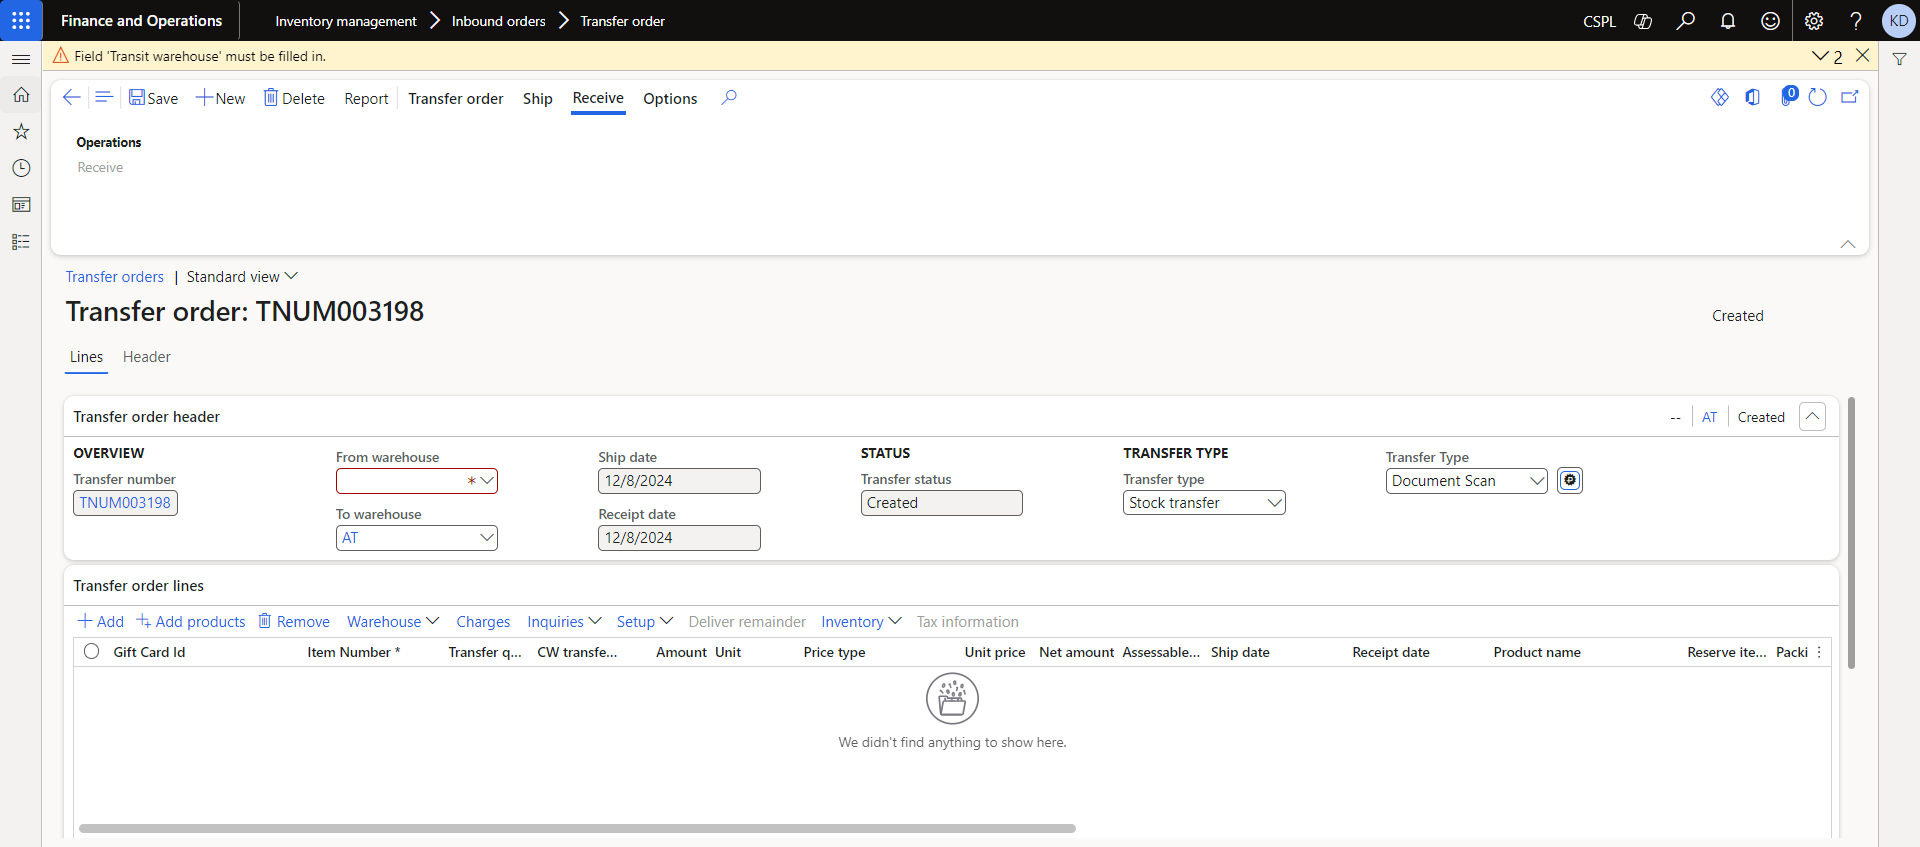 Finance and Operations
Inventory management Inbound orders Transfer order
CSPL
KD
Field 'Transit warehouse' must be filled in.
2
Save New Delete Report Transfer order Ship Receive Options
0
Operations
Receive
Transfer orders | Standard view
Transfer order: TNUM003198
Created
Lines Header
Transfer order header
-- AT Created
OVERVIEW
Transfer number
TNUM003198
From warehouse
*
To warehouse
AT
Ship date
12/8/2024
Receipt date
12/8/2024
STATUS
Transfer status
Created
TRANSFER TYPE
Transfer type
Stock transfer
Transfer Type
Document Scan
Transfer order lines
Add Add products Remove Warehouse Charges Inquiries Setup Deliver remainder Inventory Tax information
Gift Card Id Item Number * Transfer q... CW transfe... Amount Unit Price type Unit price Net amount Assessable... Ship date Receipt date Product name Reserve ite... Packi
We didn't find anything to show here.